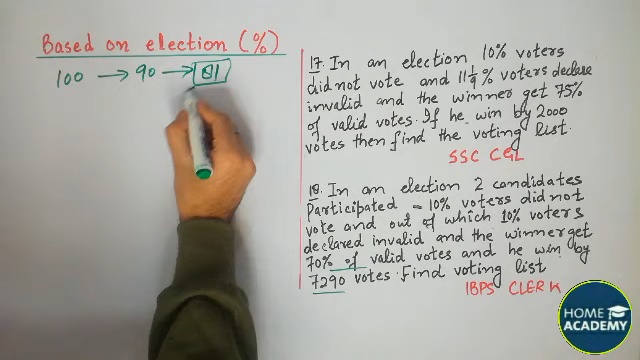 Based on election (%)
100 → 90 → 81
17. In an election 10% voters
did not vote and 11 1/9 % voters declare
invalid and the winner get 75%
of valid votes. If he win by 2000
votes then find the voting list.
SSC CGL
18. In an election 2 candidates
Participated - 10% voters did not
vote and out of which 10% voters
declared invalid and the winner get
70% of valid votes and he win by
7290 votes. Find voting list
IBPS CLERK
HOME
ACADEMY